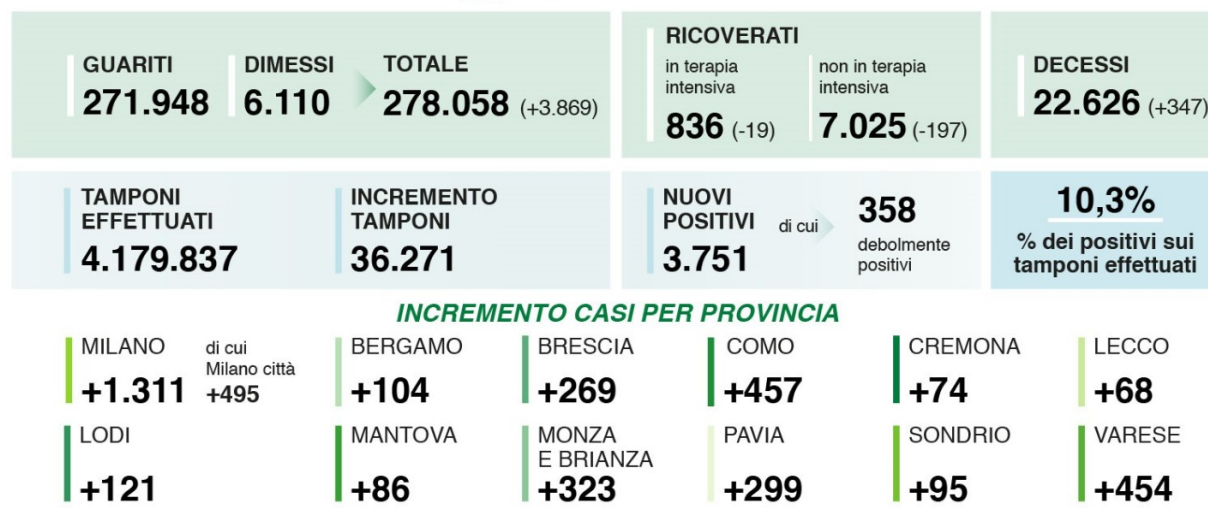 GUARITI
271.948
DIMESSI
6.110
TOTALE
278.058 (+3.869)
RICOVERATI
in terapia
intensiva
836 (-19)
non in terapia
intensiva
7.025 (-197)
DECESSI
22.626 (+347)
TAMPONI
EFFETTUATI
4.179.837
INCREMENTO
TAMPONI
36.271
NUOVI
POSITIVI
3.751
di cui
358
debolmente
positivi
10,3%
% dei positivi sui
tamponi effettuati
INCREMENTO CASI PER PROVINCIA
MILANO
+1.311
di cui
Milano città
+495
BERGAMO
+104
BRESCIA
+269
COMO
+457
CREMONA
+74
LECCO
+68
LODI
+121
MANTOVA
+86
MONZA
E BRIANZA
+323
PAVIA
+299
SONDRIO
+95
VARESE
+454